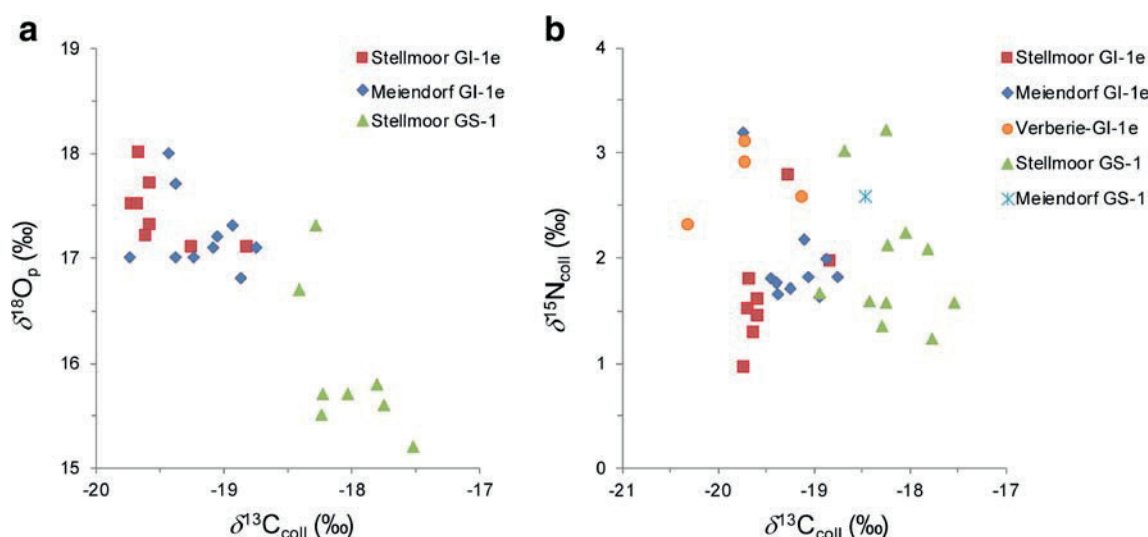 a
19
18
17
16
15
-20
-19
-18
-17
δ18Op (‰)
δ13Ccoll (‰)
Stellmoor GI-1e
Meiendorf GI-1e
Stellmoor GS-1
b
4
3
2
1
0
-21
-20
-19
-18
-17
δ15Ncoll (‰)
δ13Ccoll (‰)
Stellmoor GI-1e
Meiendorf GI-1e
Verberie-GI-1e
Stellmoor GS-1
Meiendorf GS-1